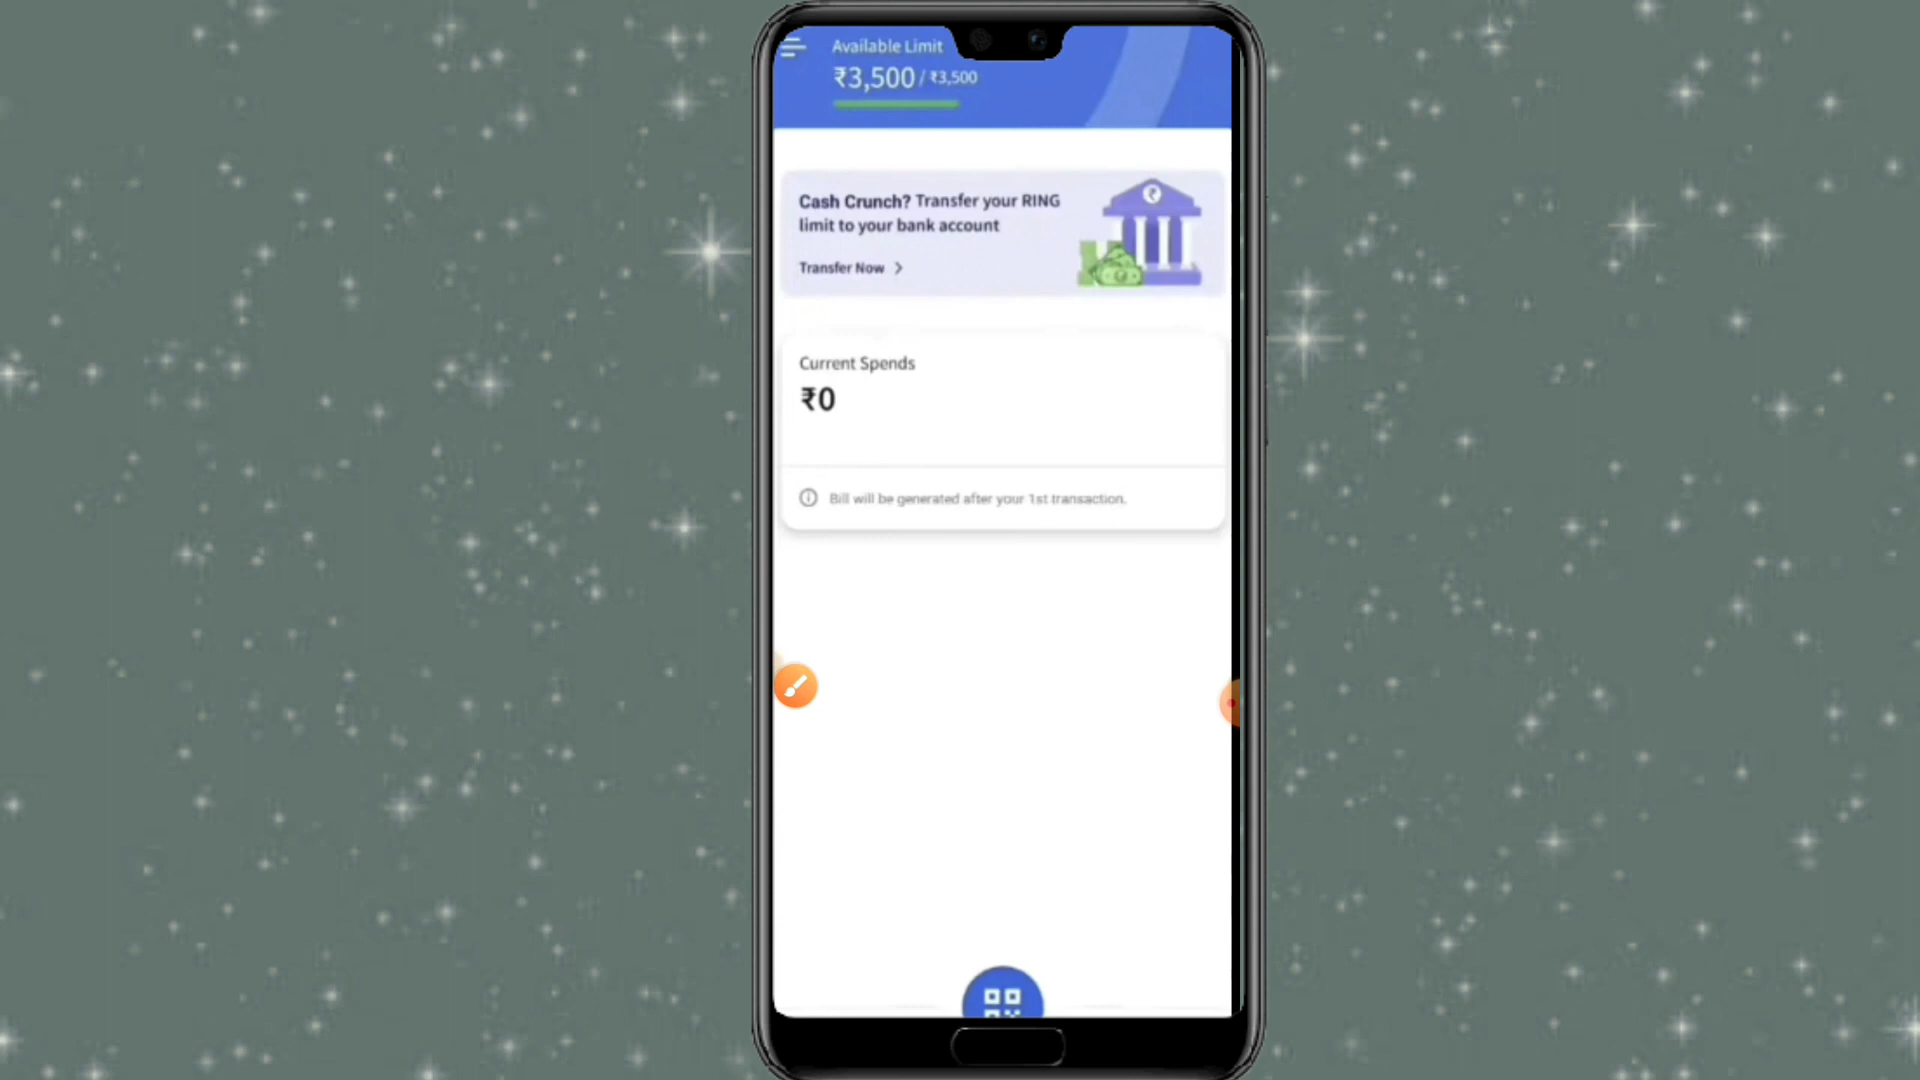 Available Limit
₹3,500 / ₹3,500
Cash Crunch? Transfer your RING
limit to your bank account
Transfer Now
Current Spends
₹0
Bill will be generated after your 1st transaction.